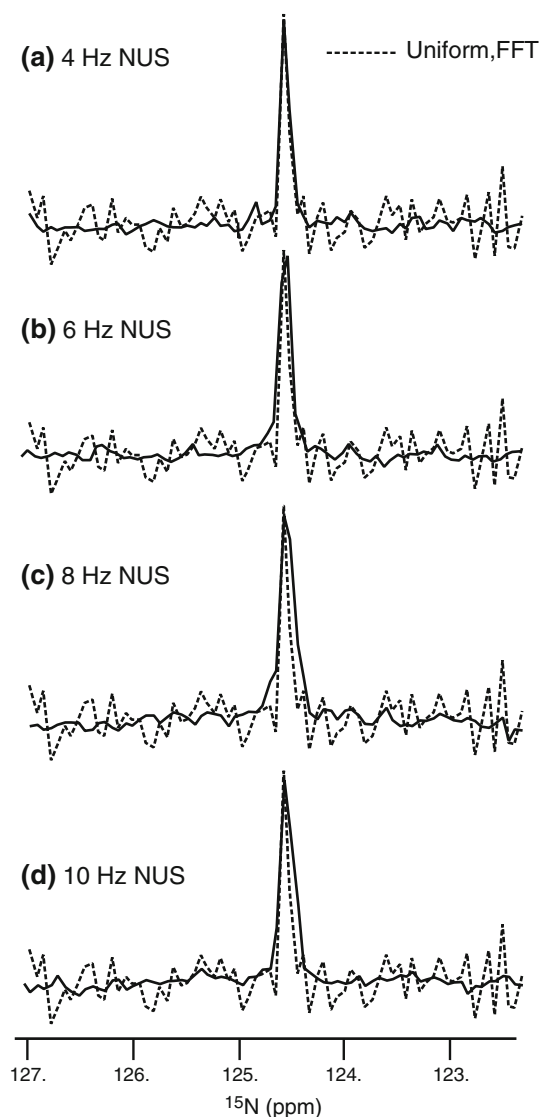 (a) 4 Hz NUS
Uniform,FFT
(b) 6 Hz NUS
(c) 8 Hz NUS
(d) 10 Hz NUS
127. 126. 125. 124. 123.
¹⁵N (ppm)